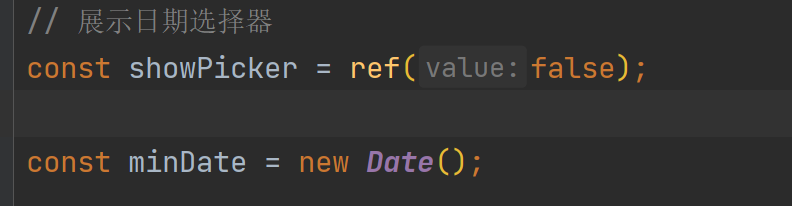 // 展示日期选择器
const showPicker = ref(value: false);
const minDate = new Date();